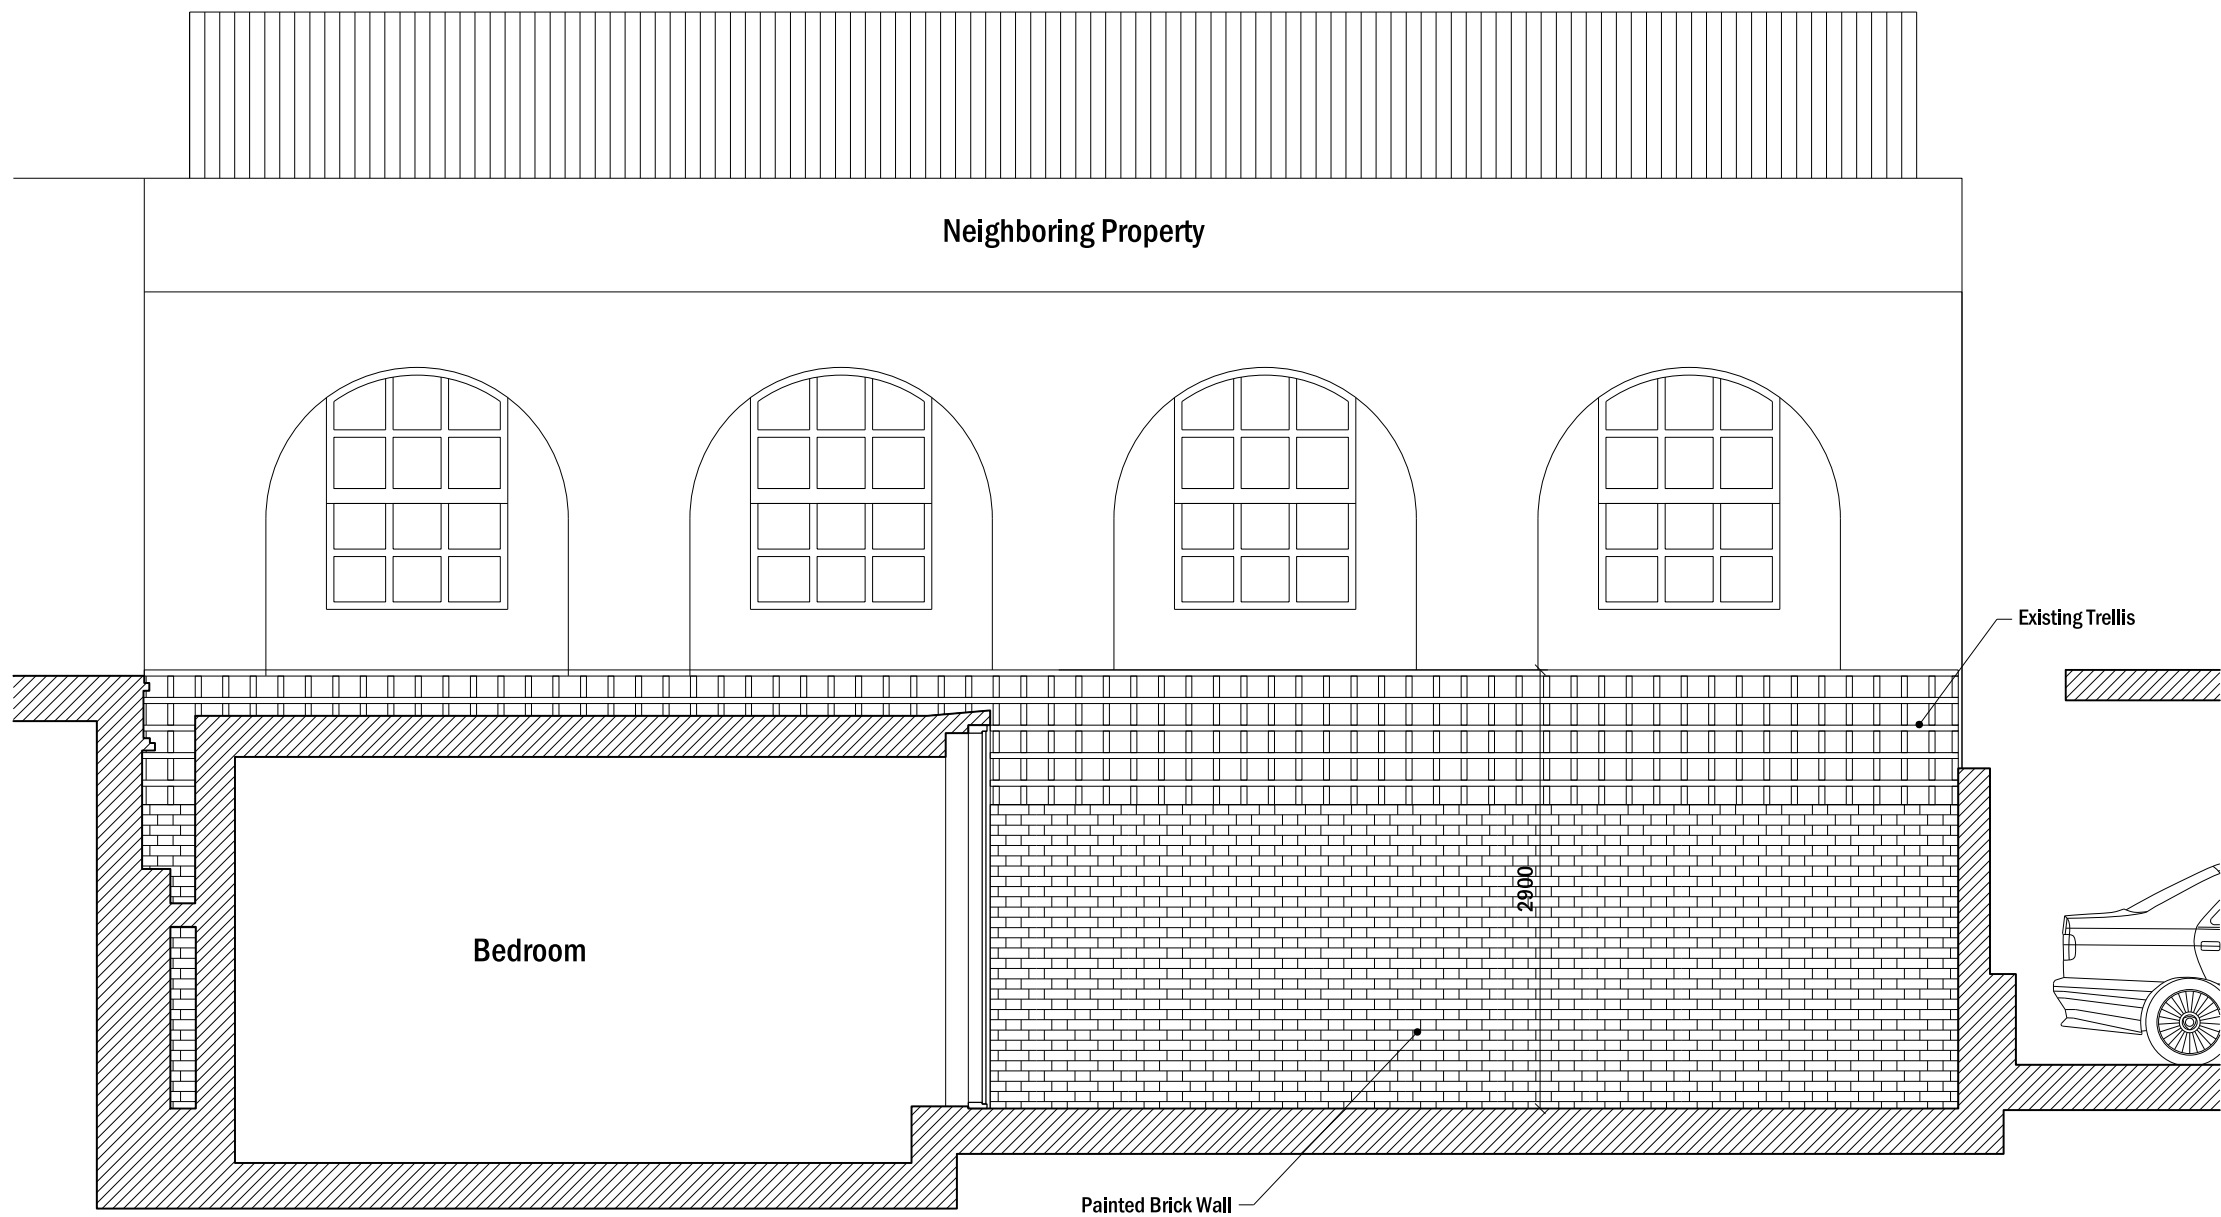 Neighboring Property
Existing Trellis
2900
Bedroom
Painted Brick Wall